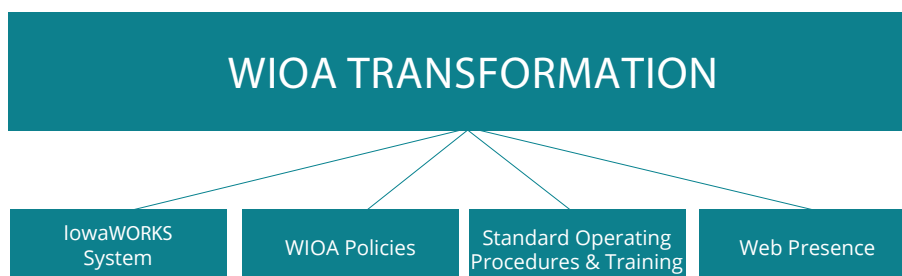 WIOA TRANSFORMATION
IowaWORKS
System
WIOA Policies
Standard Operating
Procedures & Training
Web Presence